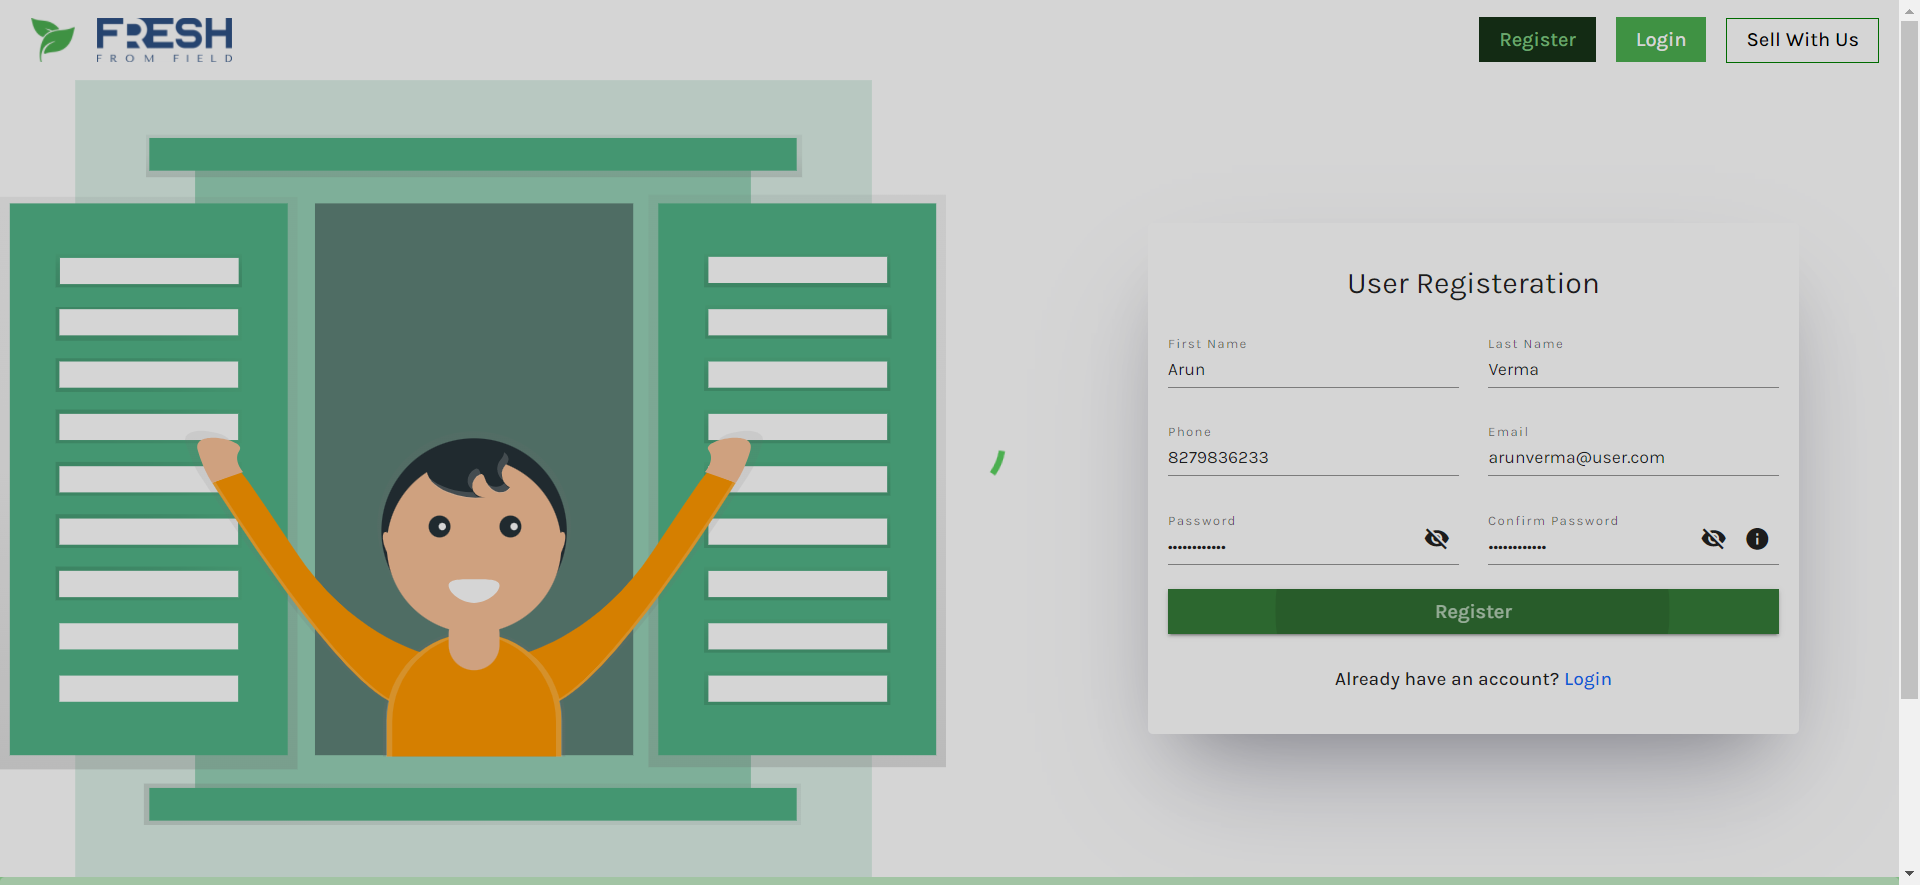 FRESH
FROM FIELD
Register
Login
Sell With Us
User Registeration
First Name
Last Name
Arun
Verma
Phone
Email
8279836233
arunverma@user.com
Password
Confirm Password
••••••••••••
••••••••••••
Register
Already have an account? Login